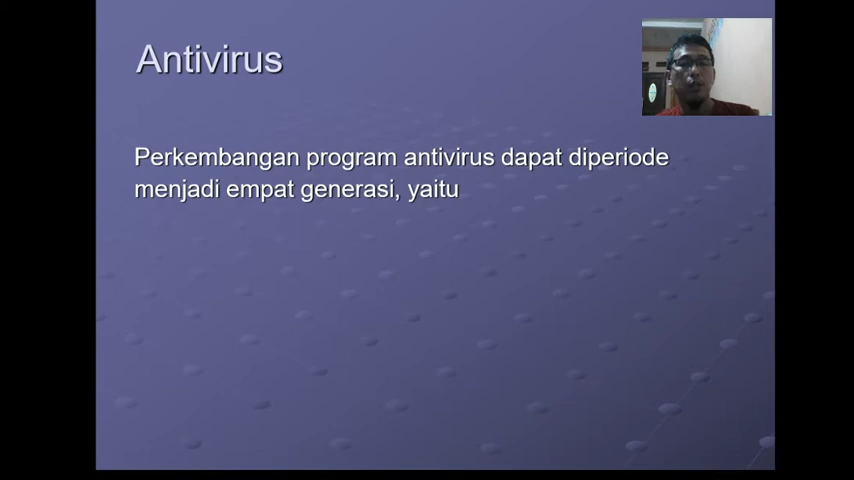 Antivirus
Perkembangan program antivirus dapat diperiode
menjadi empat generasi, yaitu